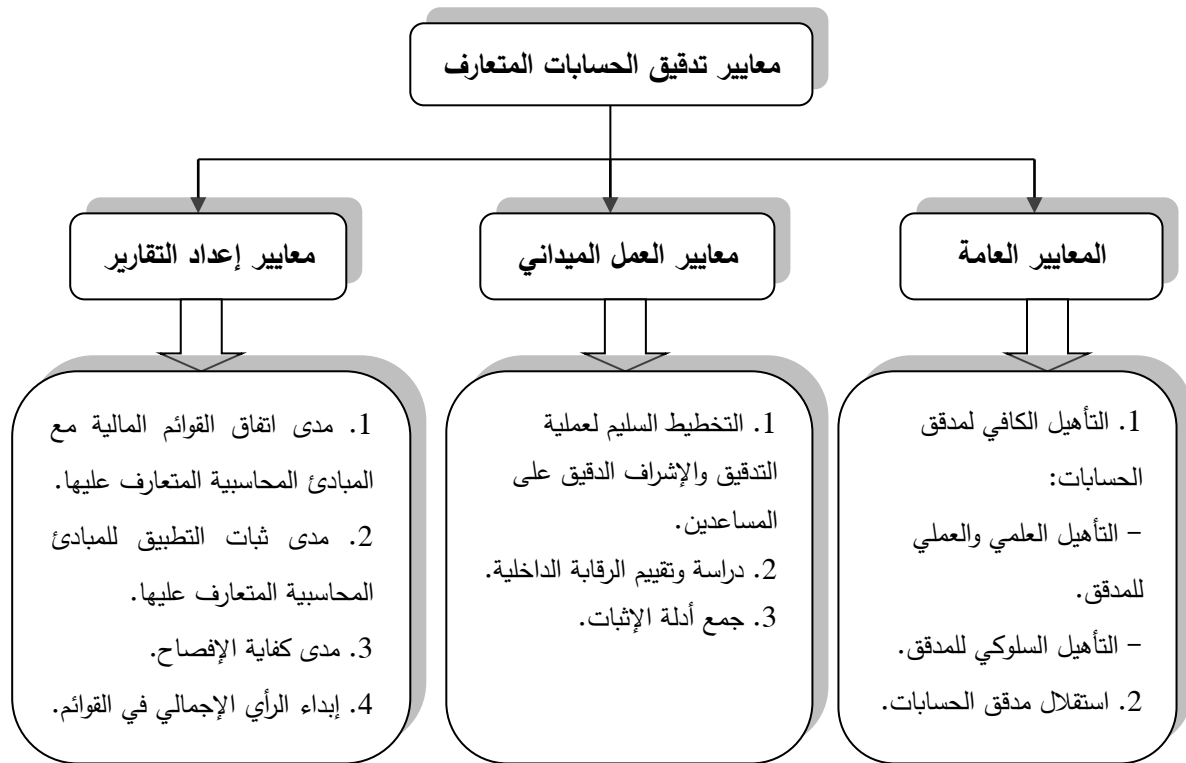 معايير تدقيق الحسابات المتعارف
المعايير العامة
معايير العمل الميداني
معايير إعداد التقارير
1. التأهيل الكافي لمدقق
الحسابات:
– التأهيل العلمي والعملي
للمدقق.
– التأهيل السلوكي للمدقق.
2. استقلال مدقق الحسابات.
1. التخطيط السليم لعملية
التدقيق والإشراف الدقيق على
المساعدين.
2. دراسة وتقييم الرقابة الداخلية.
3. جمع أدلة الإثبات.
1. مدى اتفاق القوائم المالية مع
المبادئ المحاسبية المتعارف عليها.
2. مدى ثبات التطبيق للمبادئ
المحاسبية المتعارف عليها.
3. مدى كفاية الإفصاح.
4. إبداء الرأي الإجمالي في القوائم.